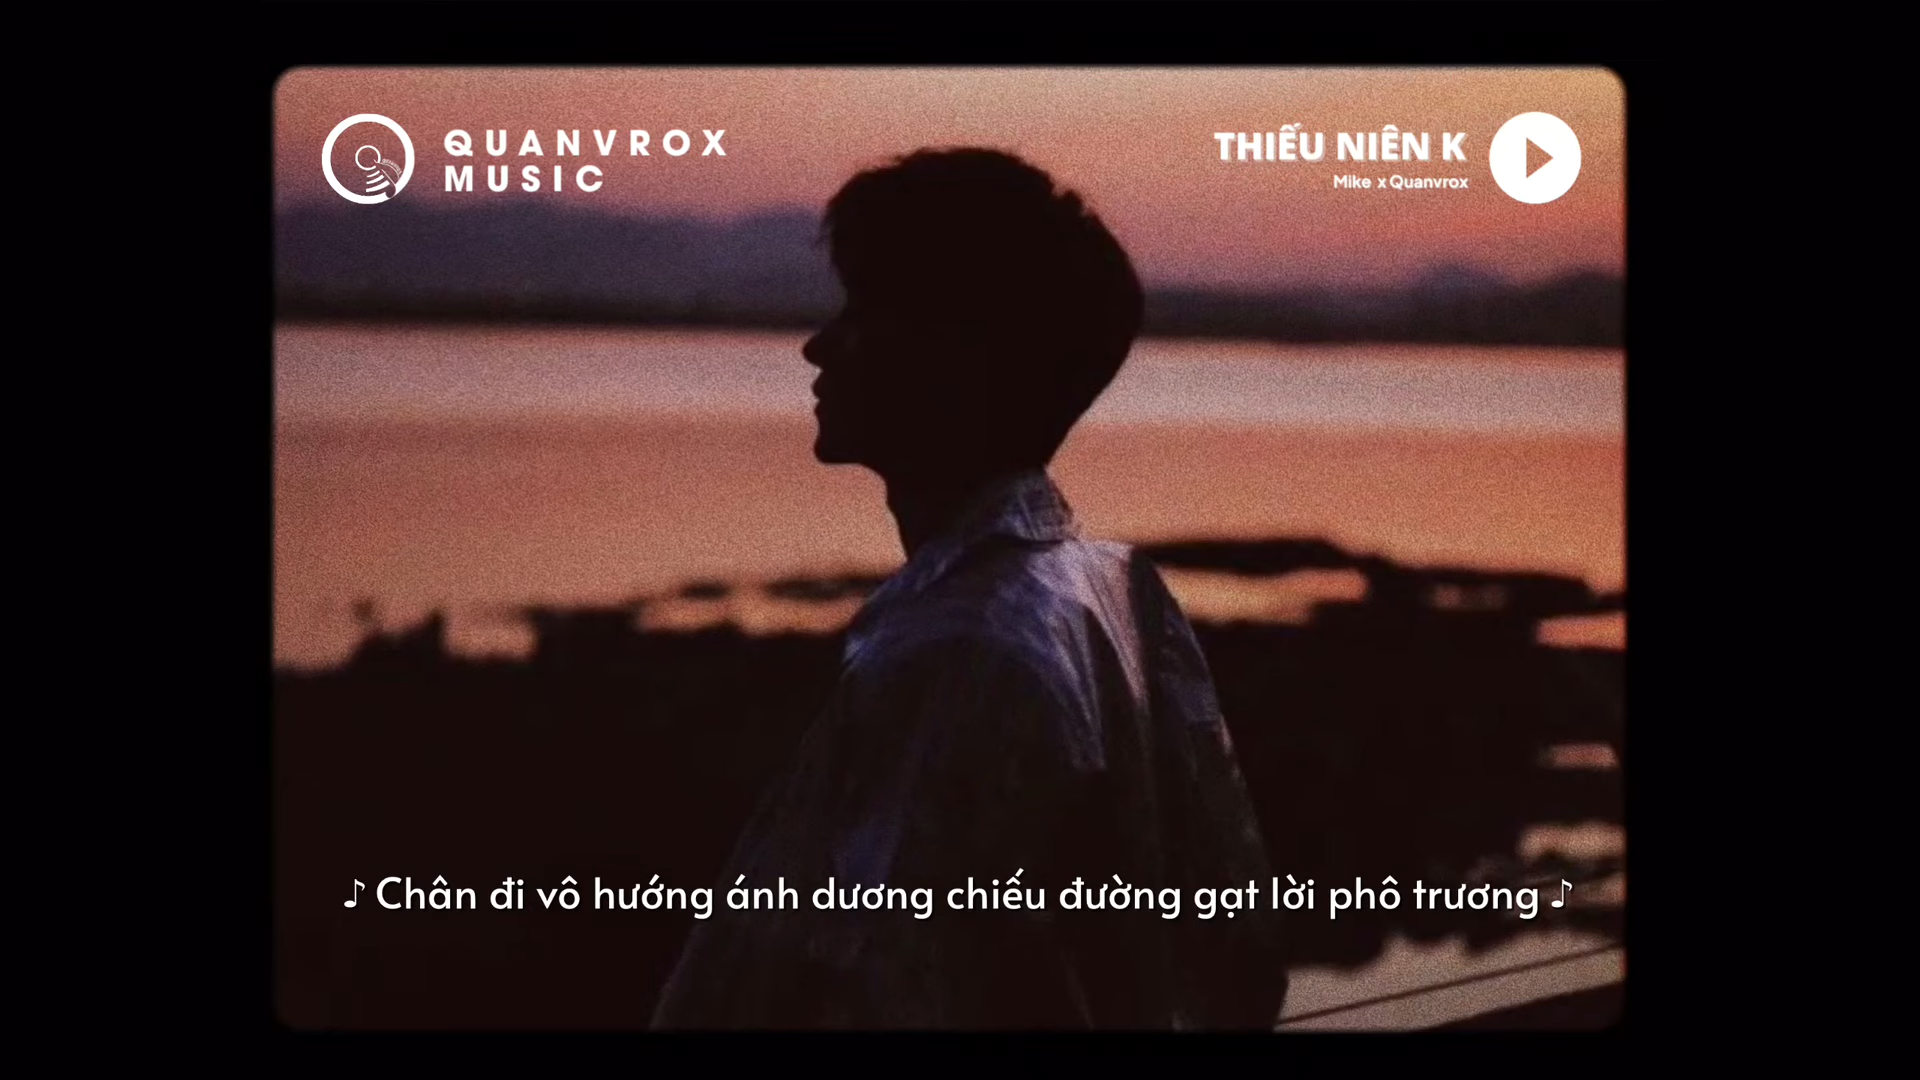 QUANVROX
MUSIC
THIẾU NIÊN K
Mike x Quanvrox
♪ Chân đi vô hướng ánh dương chiếu đường gạt lời phô trương ♪